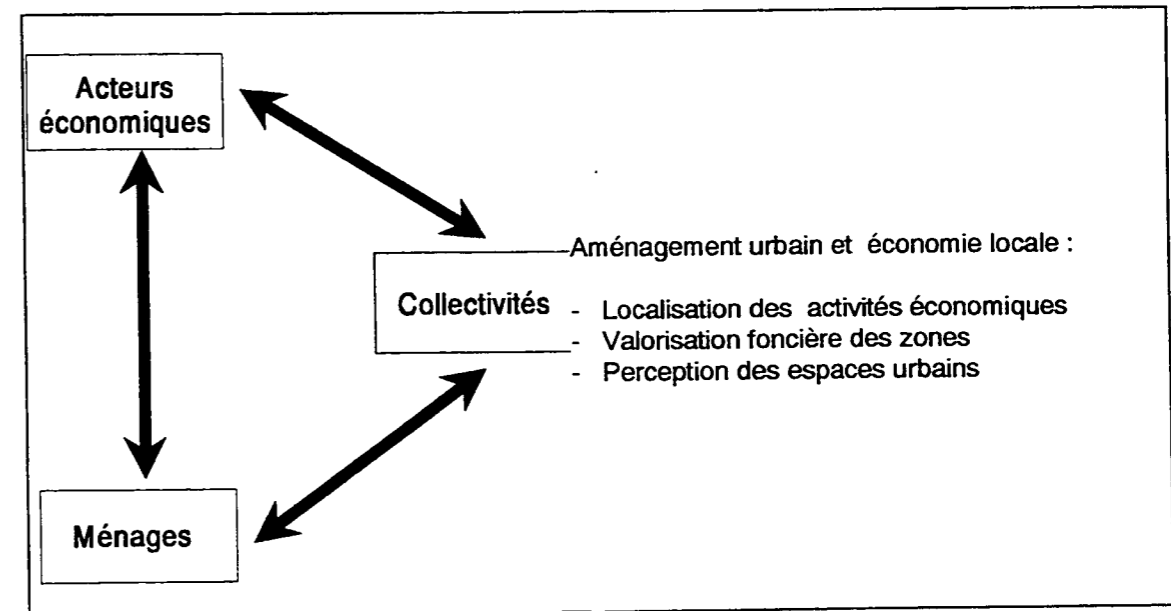 Acteurs
économiques
Aménagement urbain et économie locale :
Collectivités
- Localisation des activités économiques
- Valorisation foncière des zones
- Perception des espaces urbains
Ménages